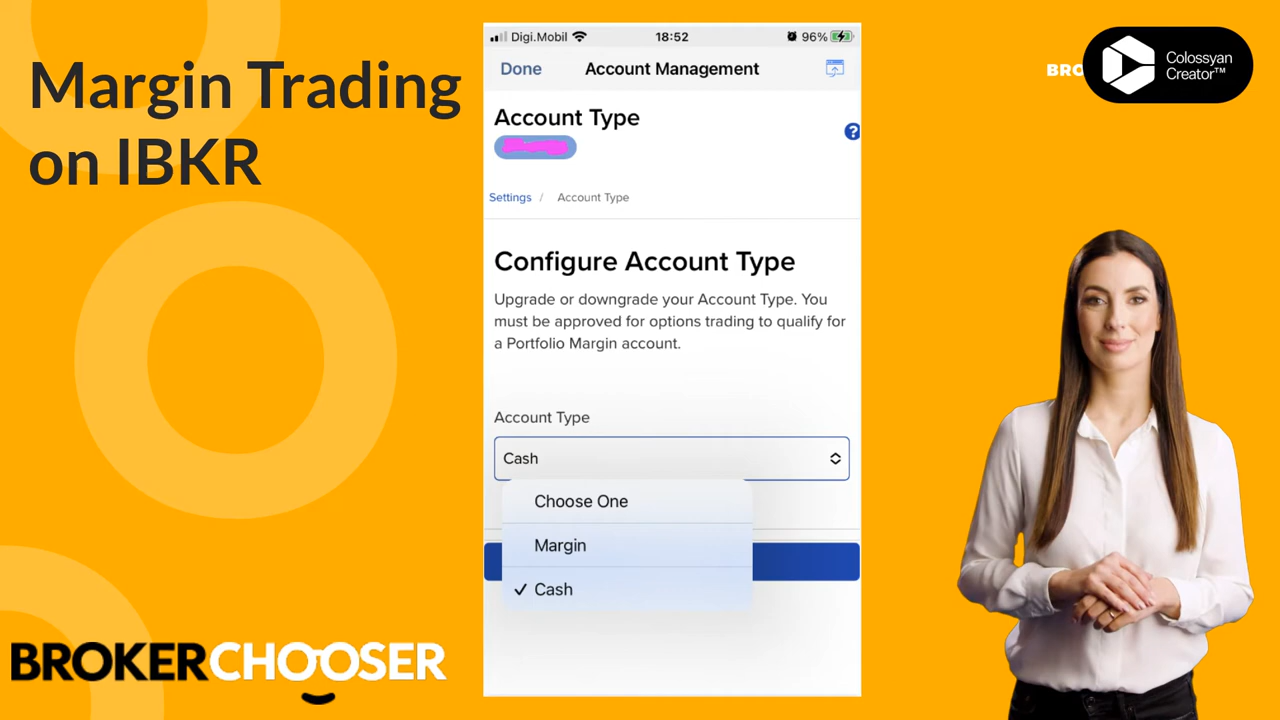 Margin Trading
on IBKR
Digi.Mobil
18:52
96%
Done
Account Management
Account Type
?
Settings / Account Type
Configure Account Type
Upgrade or downgrade your Account Type. You
must be approved for options trading to qualify for
a Portfolio Margin account.
Account Type
Cash
Choose One
Margin
✓ Cash
BRO
Colossyan
Creator™
BROKERCHOOSER